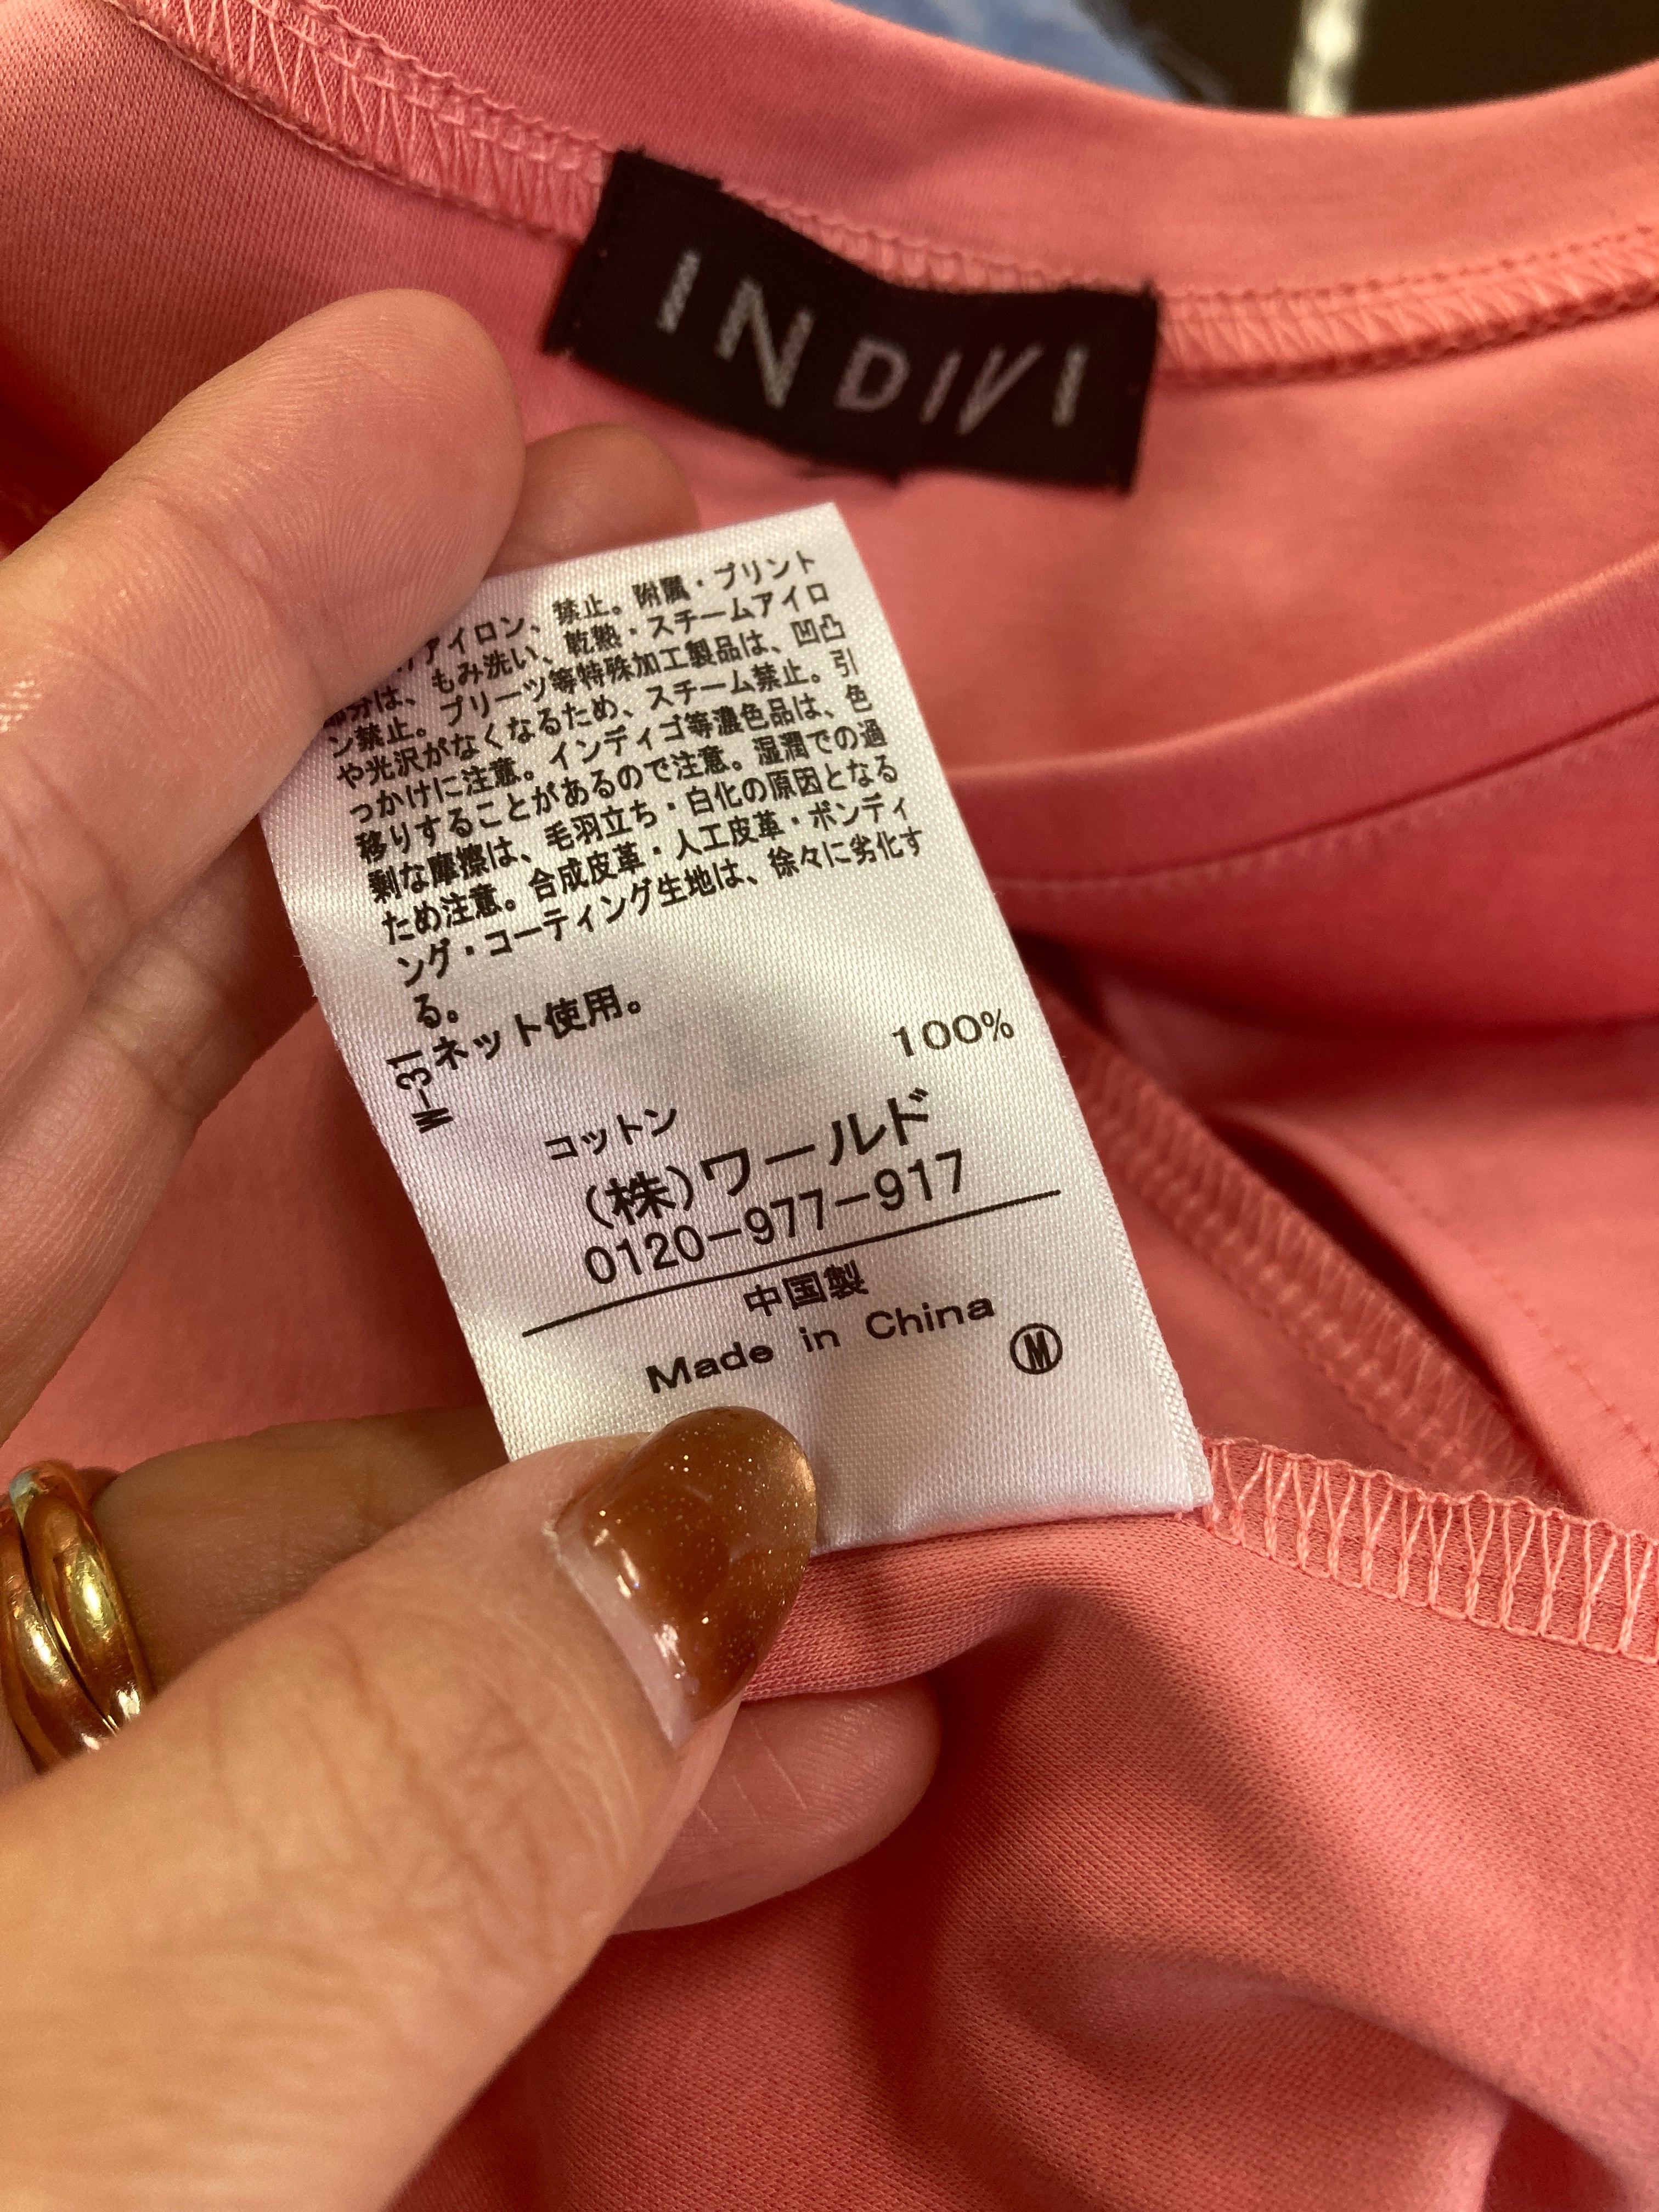 INDIVI
アイロン、禁止。附属・プリント
部分は、もみ洗い、乾熱・スチームアイロ
ン禁止。プリーツ等特殊加工製品は、凹凸
や光沢がなくなるため、スチーム禁止。引
っかけに注意。インディゴ等濃色品は、色
移りすることがあるので注意。湿潤での過
剰な摩擦は、毛羽立ち・白化の原因となる
ため注意。合成皮革・人工皮革・ボンディ
ング・コーティング生地は、徐々に劣化す
る。
ネット使用。
W-31
100%
コットン
(株)ワールド
0120-977-917
中国製
Made in China
M